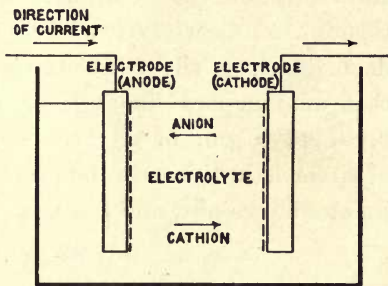 DIRECTION
OF CURRENT
ELECTRODE
(ANODE)
ELECTRODE
(CATHODE)
ANION
ELECTROLYTE
CATHION